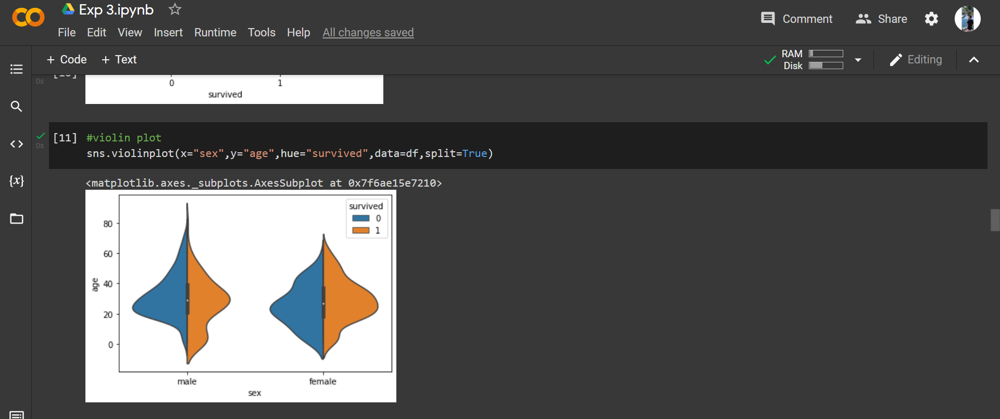 Exp 3.ipynb
File Edit View Insert Runtime Tools Help All changes saved
Comment Share
+ Code + Text
RAM
Disk
Editing
0s
0 1
survived
[11] #violin plot
0s
sns.violinplot(x="sex",y="age",hue="survived",data=df,split=True)
<matplotlib.axes._subplots.AxesSubplot at 0x7f6ae15e7210>
survived
0
1
80
60
40
20
0
age
male female
sex
{x}